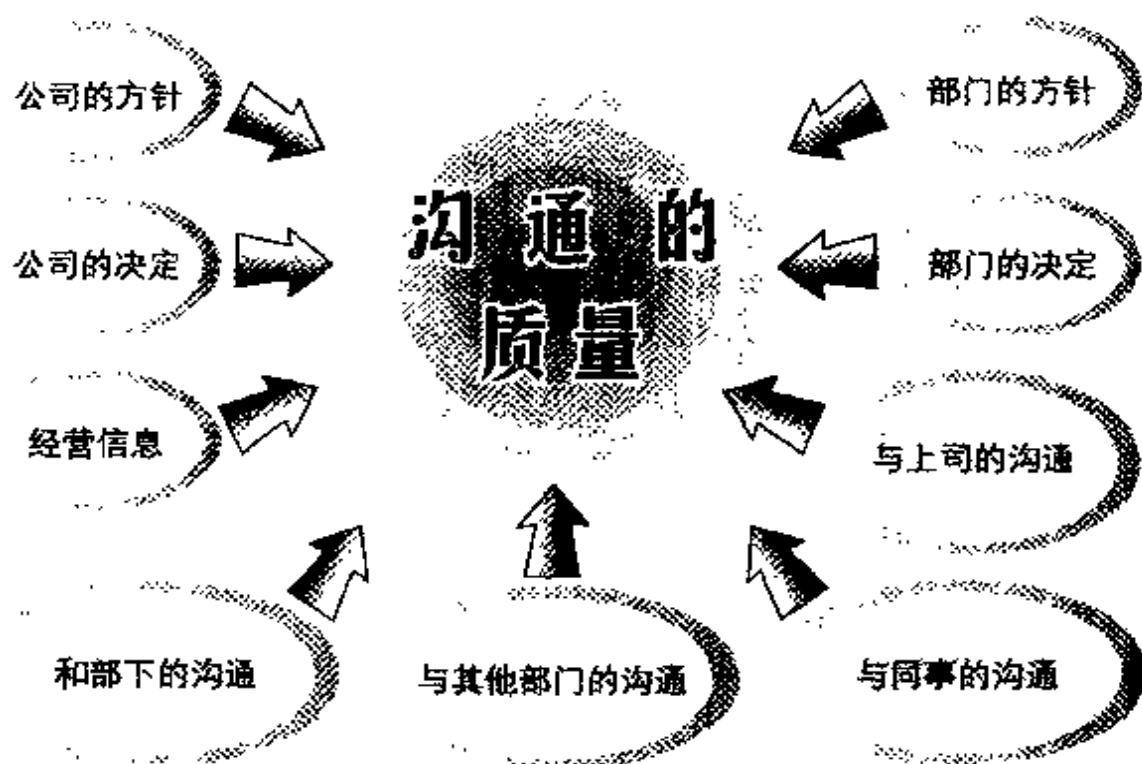 公司的方针
部门的方针
沟通的
质量
公司的决定
部门的决定
经营信息
与上司的沟通
和部下的沟通
与其他部门的沟通
与同事的沟通